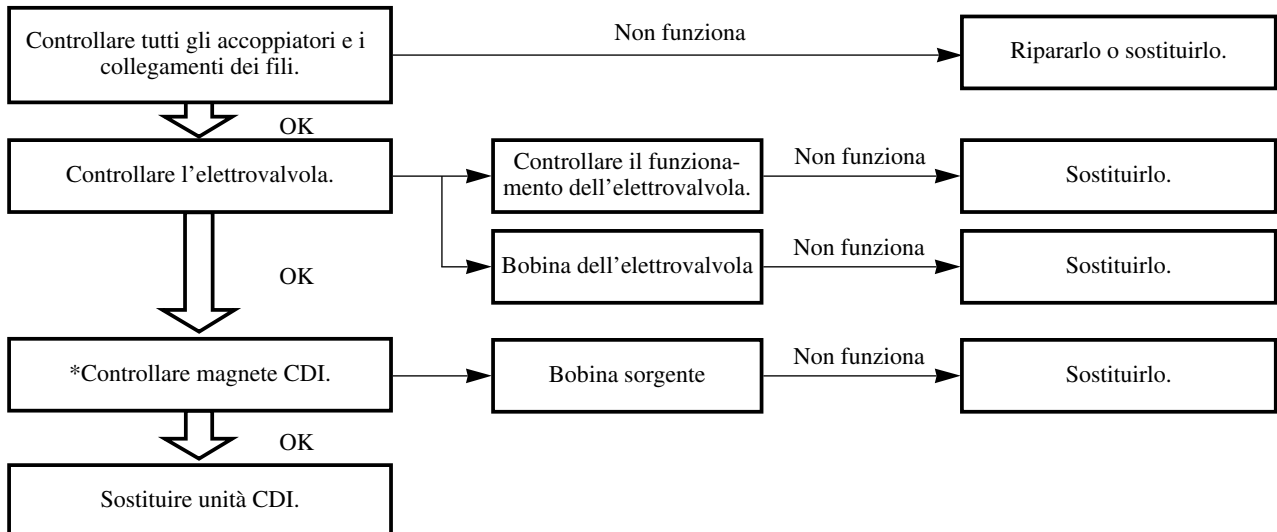 Controllare tutti gli accoppiatori e i
collegamenti dei fili.
Non funziona
Ripararlo o sostituirlo.
OK
Controllare l'elettrovalvola.
Controllare il funziona-
mento dell'elettrovalvola.
Non funziona
Sostituirlo.
Bobina dell'elettrovalvola
Non funziona
Sostituirlo.
OK
*Controllare magnete CDI.
Bobina sorgente
Non funziona
Sostituirlo.
OK
Sostituire unità CDI.